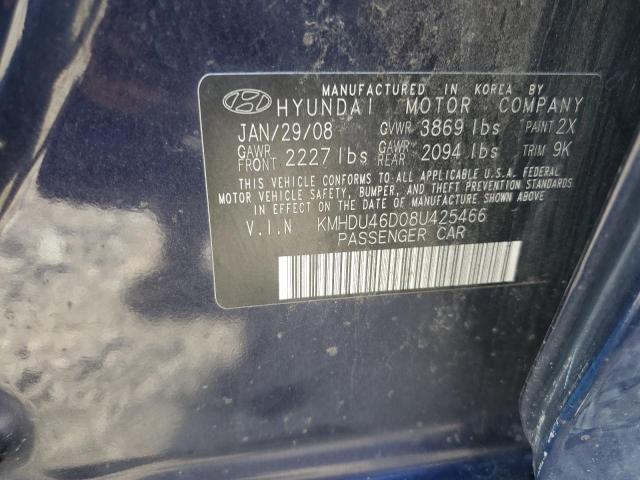 MANUFACTURED IN KOREA BY
HYUNDAI MOTOR COMPANY
JAN/29/08 GVWR 3869 lbs PAINT 2X
GAWR FRONT 2227 lbs GAWR REAR 2094 lbs TRIM 9K
THIS VEHICLE CONFORMS TO ALL APPLICABLE U.S.A. FEDERAL
MOTOR VEHICLE SAFETY, BUMPER, AND THEFT PREVENTION
STANDARDS IN EFFECT ON THE DATE OF MANUFACTURE SHOWN ABOVE
V.I.N KMHDU46D08U425466
PASSENGER CAR